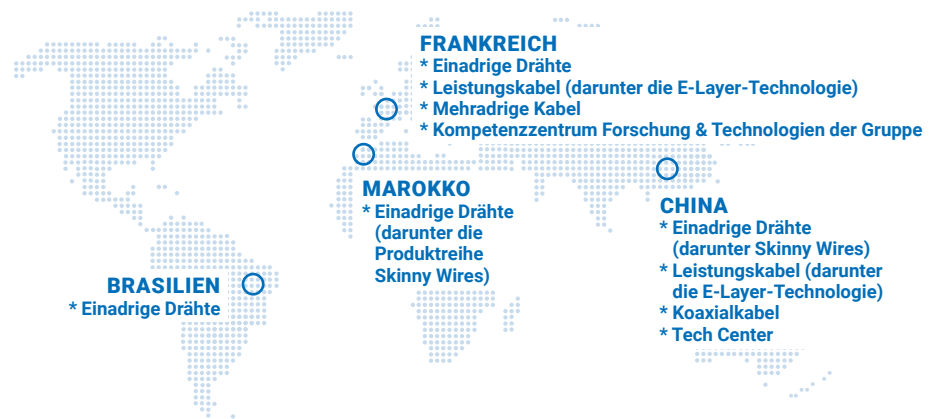 FRANKREICH
* Einadrige Drähte
* Leistungskabel (darunter die E-Layer-Technologie)
* Mehradrige Kabel
* Kompetenzzentrum Forschung & Technologien der Gruppe
MAROKKO
* Einadrige Drähte
(darunter die
Produktreihe
Skinny Wires)
CHINA
* Einadrige Drähte
(darunter Skinny Wires)
* Leistungskabel (darunter
die E-Layer-Technologie)
* Koaxialkabel
* Tech Center
BRASILIEN
* Einadrige Drähte